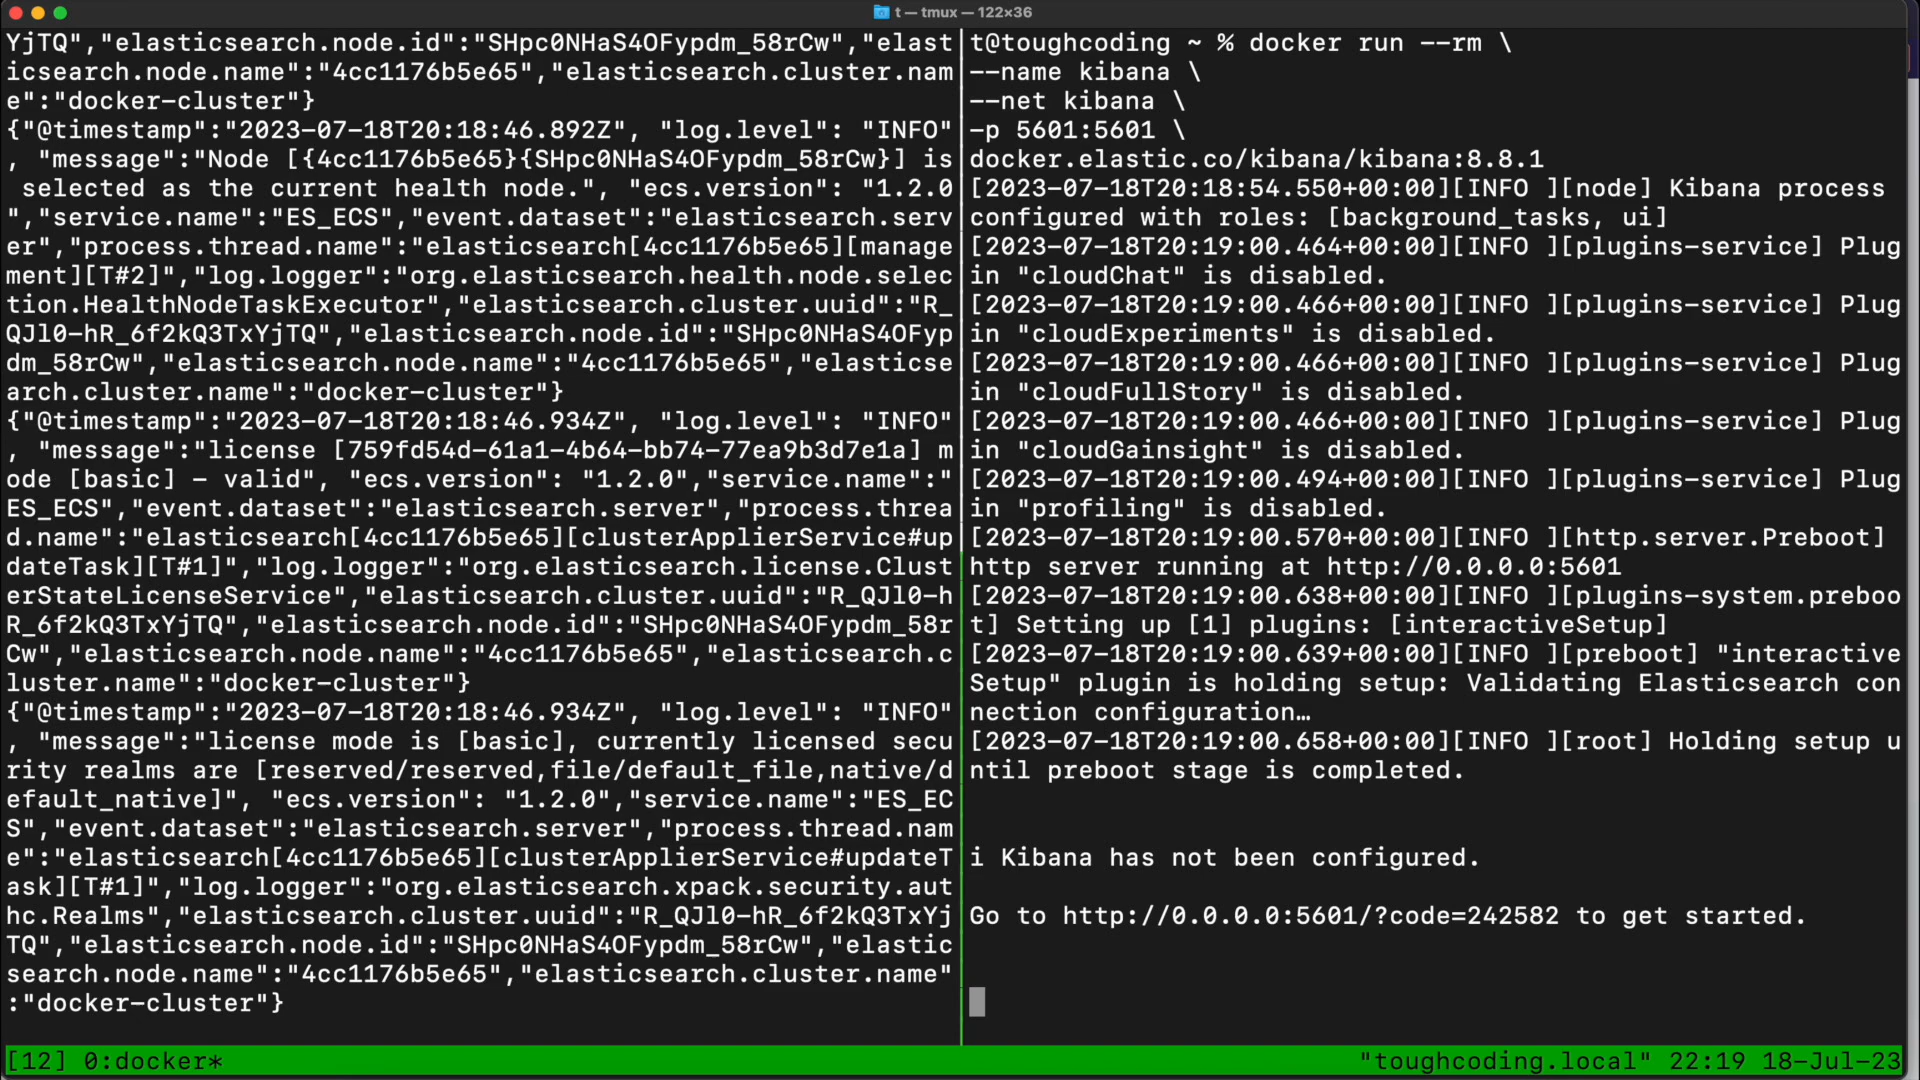 t — tmux — 122×36
YjTQ","elasticsearch.node.id":"SHpc0NHaS4OFypdm_58rCw","elast
icsearch.node.name":"4cc1176b5e65","elasticsearch.cluster.nam
e":"docker-cluster"}
{"@timestamp":"2023-07-18T20:18:46.892Z", "log.level": "INFO"
, "message":"Node [{4cc1176b5e65}{SHpc0NHaS4OFypdm_58rCw}] is
 selected as the current health node.", "ecs.version": "1.2.0
","service.name":"ES_ECS","event.dataset":"elasticsearch.serv
er","process.thread.name":"elasticsearch[4cc1176b5e65][manage
ment][T#2]","log.logger":"org.elasticsearch.health.node.selec
tion.HealthNodeTaskExecutor","elasticsearch.cluster.uuid":"R_
QJl0-hR_6f2kQ3TxYjTQ","elasticsearch.node.id":"SHpc0NHaS4OFyp
dm_58rCw","elasticsearch.node.name":"4cc1176b5e65","elasticse
arch.cluster.name":"docker-cluster"}
{"@timestamp":"2023-07-18T20:18:46.934Z", "log.level": "INFO"
, "message":"license [759fd54d-61a1-4b64-bb74-77ea9b3d7e1a] m
ode [basic] - valid", "ecs.version": "1.2.0","service.name":"
ES_ECS","event.dataset":"elasticsearch.server","process.threa
d.name":"elasticsearch[4cc1176b5e65][clusterApplierService#up
dateTask][T#1]","log.logger":"org.elasticsearch.license.Clust
erStateLicenseService","elasticsearch.cluster.uuid":"R_QJl0-h
R_6f2kQ3TxYjTQ","elasticsearch.node.id":"SHpc0NHaS4OFypdm_58r
Cw","elasticsearch.node.name":"4cc1176b5e65","elasticsearch.c
luster.name":"docker-cluster"}
{"@timestamp":"2023-07-18T20:18:46.934Z", "log.level": "INFO"
, "message":"license mode is [basic], currently licensed secu
rity realms are [reserved/reserved,file/default_file,native/d
efault_native]", "ecs.version": "1.2.0","service.name":"ES_EC
S","event.dataset":"elasticsearch.server","process.thread.nam
e":"elasticsearch[4cc1176b5e65][clusterApplierService#updateT
ask][T#1]","log.logger":"org.elasticsearch.xpack.security.aut
hc.Realms","elasticsearch.cluster.uuid":"R_QJl0-hR_6f2kQ3TxYj
TQ","elasticsearch.node.id":"SHpc0NHaS4OFypdm_58rCw","elastic
search.node.name":"4cc1176b5e65","elasticsearch.cluster.name"
:"docker-cluster"}
t@toughcoding ~ % docker run --rm \
--name kibana \
--net kibana \
-p 5601:5601 \
docker.elastic.co/kibana/kibana:8.8.1
[2023-07-18T20:18:54.550+00:00][INFO ][node] Kibana process
configured with roles: [background_tasks, ui]
[2023-07-18T20:19:00.464+00:00][INFO ][plugins-service] Plug
in "cloudChat" is disabled.
[2023-07-18T20:19:00.466+00:00][INFO ][plugins-service] Plug
in "cloudExperiments" is disabled.
[2023-07-18T20:19:00.466+00:00][INFO ][plugins-service] Plug
in "cloudFullStory" is disabled.
[2023-07-18T20:19:00.466+00:00][INFO ][plugins-service] Plug
in "cloudGainsight" is disabled.
[2023-07-18T20:19:00.494+00:00][INFO ][plugins-service] Plug
in "profiling" is disabled.
[2023-07-18T20:19:00.570+00:00][INFO ][http.server.Preboot]
http server running at http://0.0.0.0:5601
[2023-07-18T20:19:00.638+00:00][INFO ][plugins-system.preboo
t] Setting up [1] plugins: [interactiveSetup]
[2023-07-18T20:19:00.639+00:00][INFO ][preboot] "interactive
Setup" plugin is holding setup: Validating Elasticsearch con
nection configuration…
[2023-07-18T20:19:00.658+00:00][INFO ][root] Holding setup u
ntil preboot stage is completed.
i Kibana has not been configured.
Go to http://0.0.0.0:5601/?code=242582 to get started.
[12] 0:docker*
"toughcoding.local" 22:19 18-Jul-23